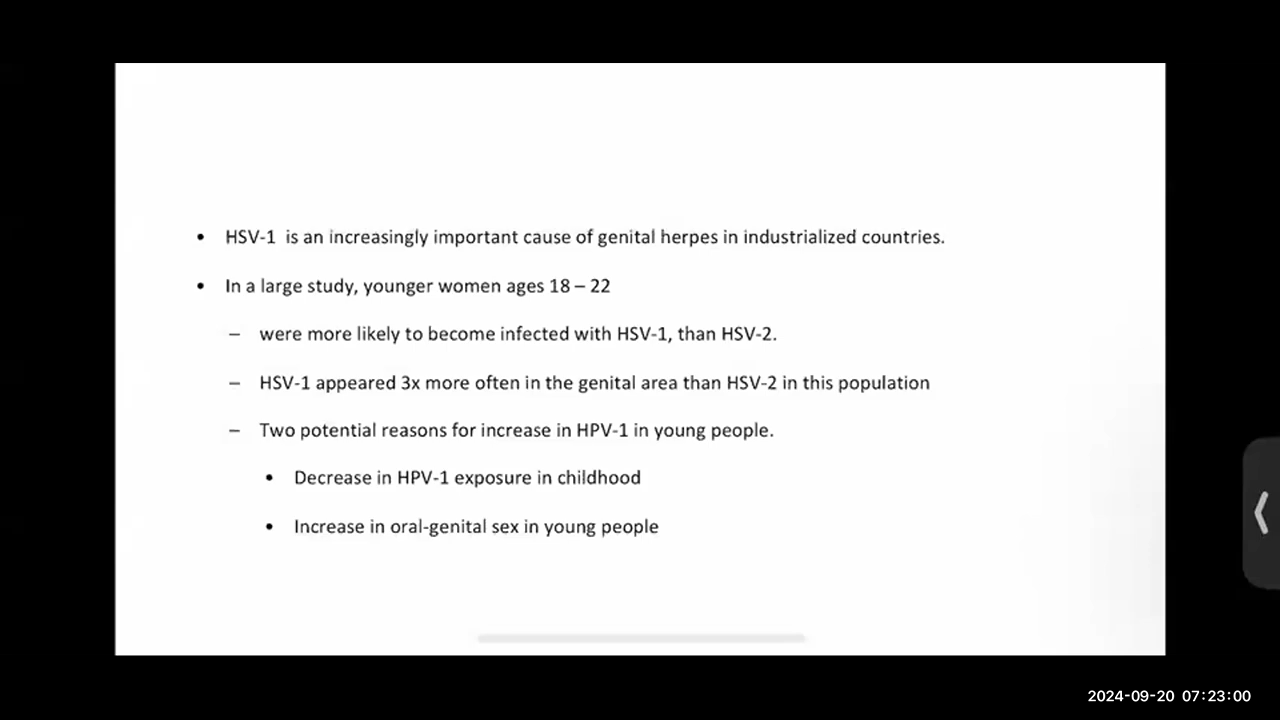 • HSV-1  is an increasingly important cause of genital herpes in industrialized countries.
• In a large study, younger women ages 18 – 22
– were more likely to become infected with HSV-1, than HSV-2.
– HSV-1 appeared 3x more often in the genital area than HSV-2 in this population
– Two potential reasons for increase in HPV-1 in young people.
• Decrease in HPV-1 exposure in childhood
• Increase in oral-genital sex in young people
2024-09-20 07:23:00